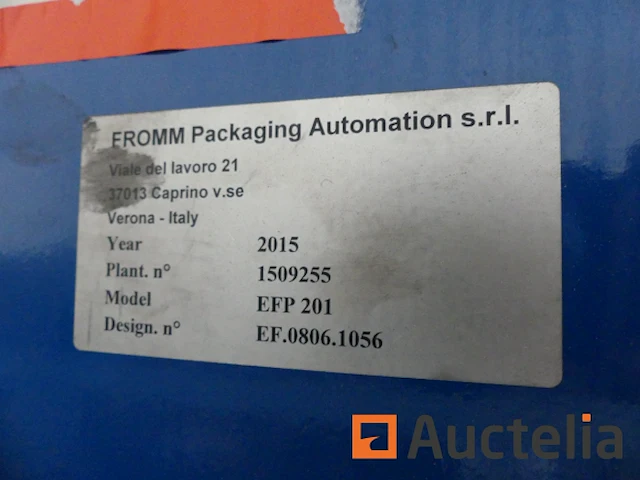 FROMM Packaging Automation s.r.l.
Viale del lavoro 21
37013 Caprino v.se
Verona - Italy
Year 2015
Plant. n° 1509255
Model EFP 201
Design. n° EF.0806.1056
Auctelia